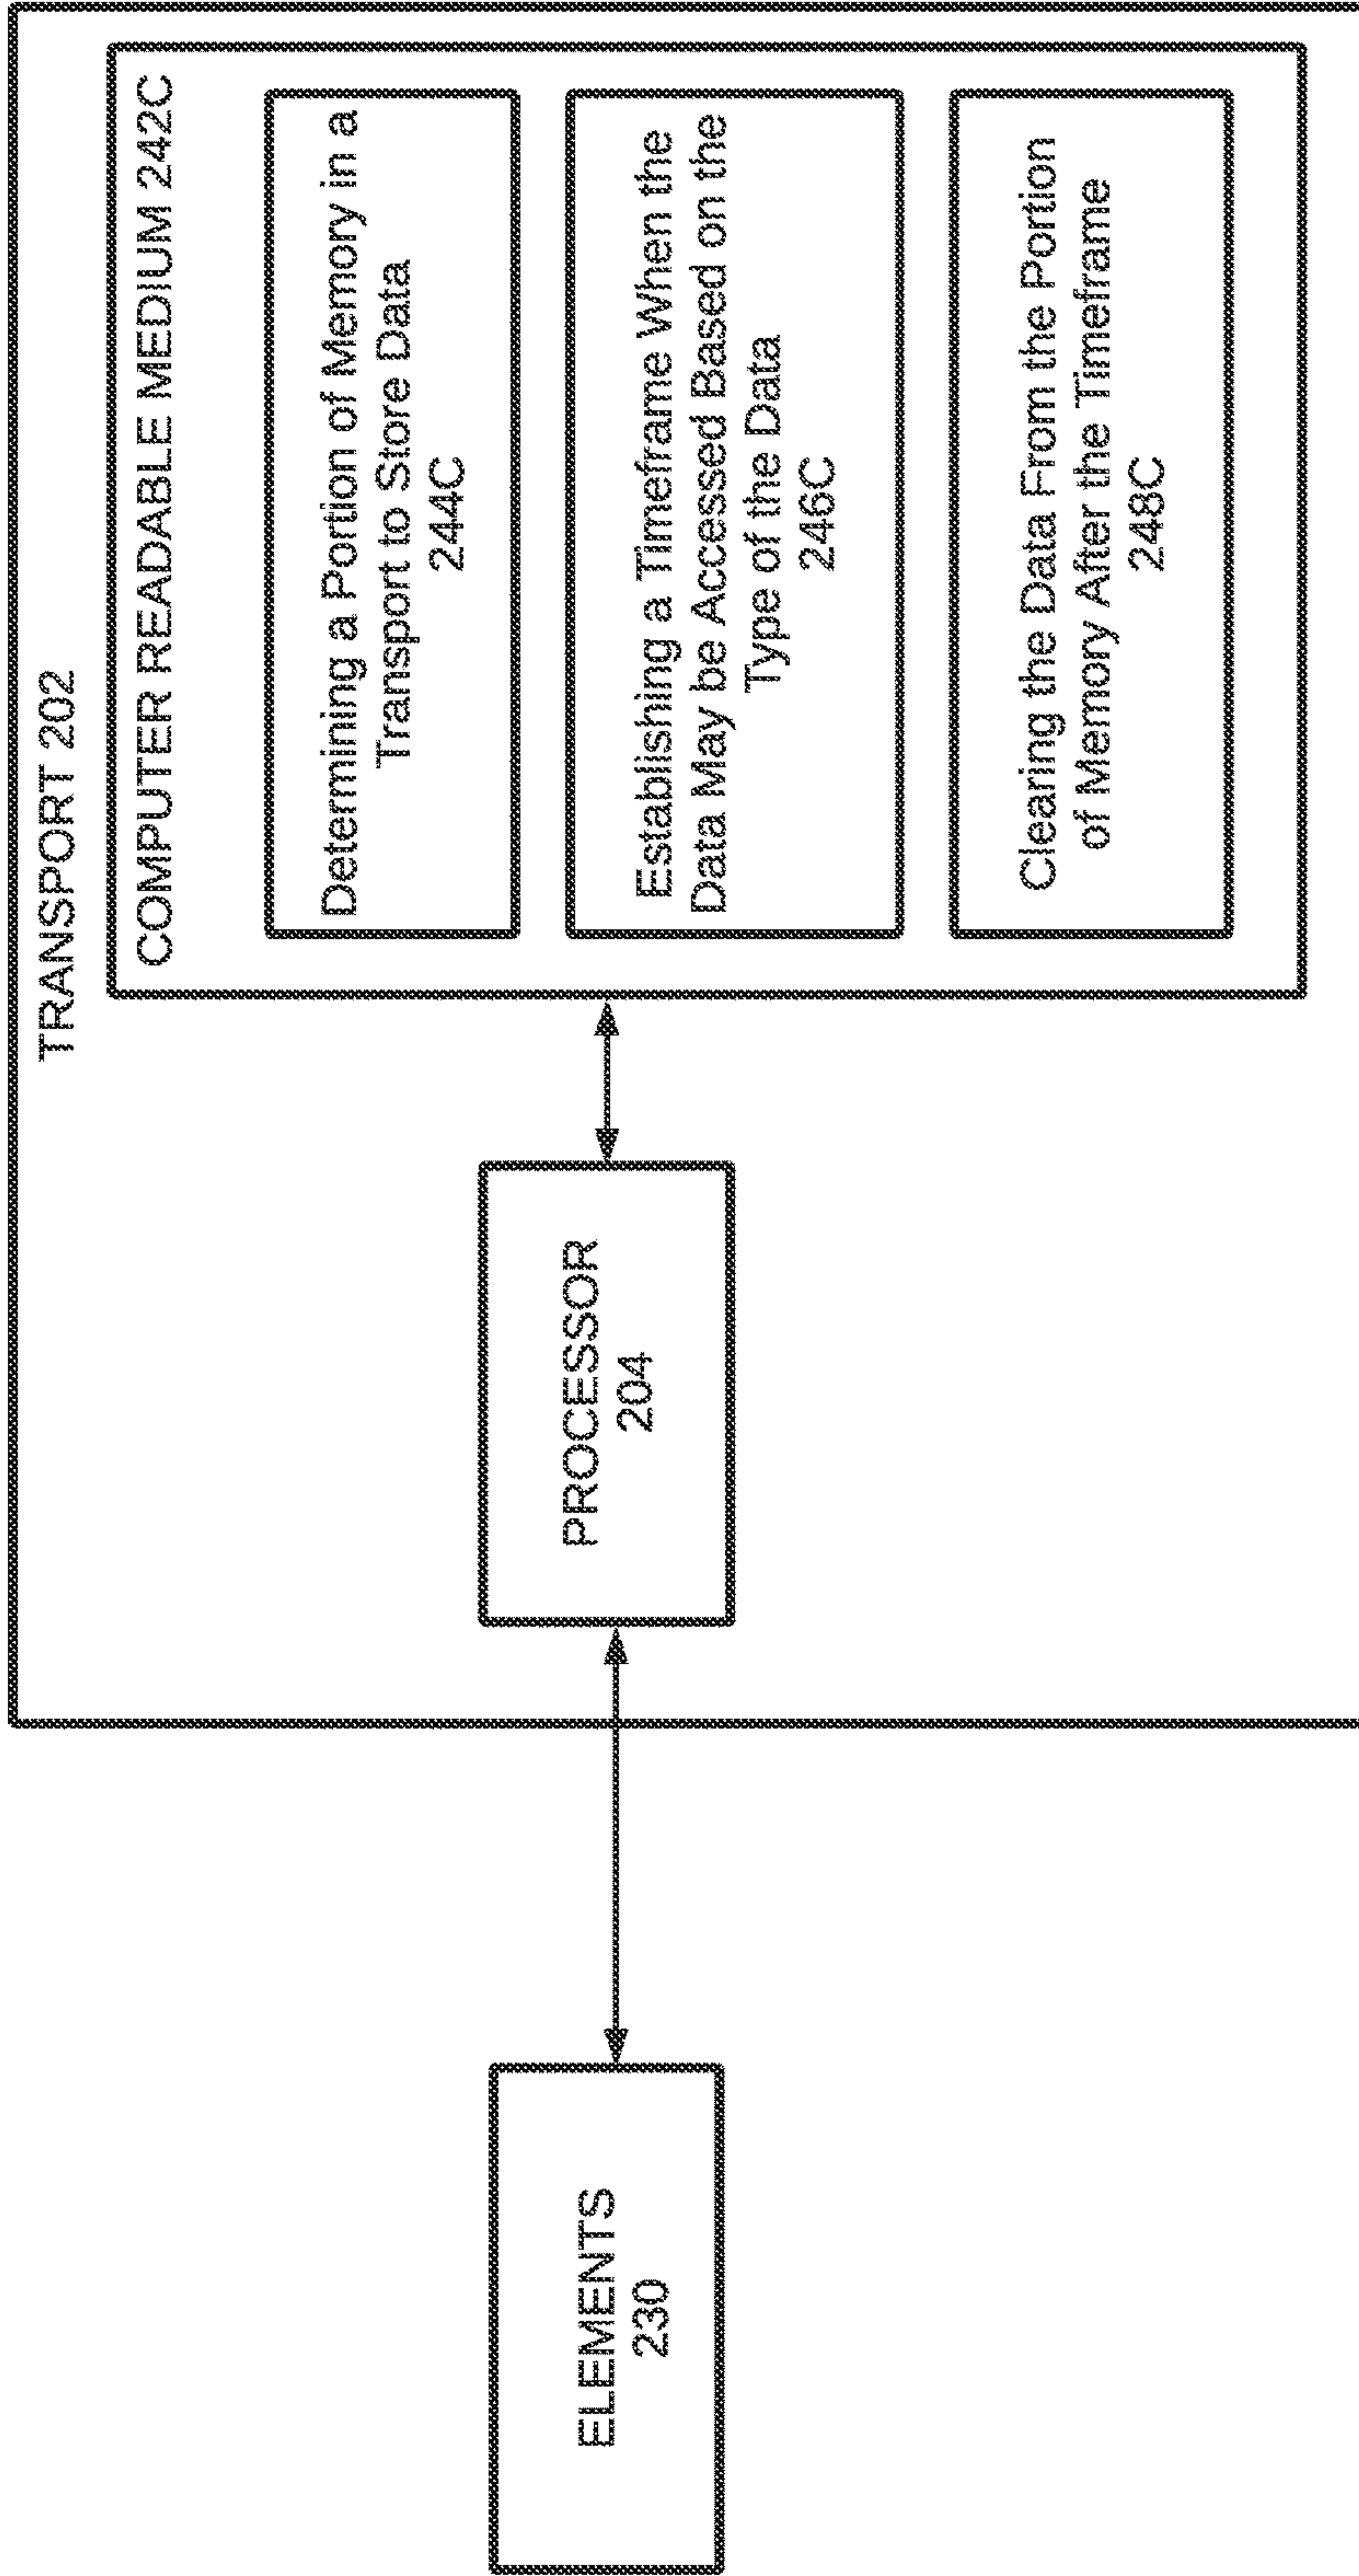 TRANSPORT 202
COMPUTER READABLE MEDIUM 242C
Determining a Portion of Memory in a
Transport to Store Data
244C
Establishing a Timeframe When the
Data May be Accessed Based on the
Type of the Data
246C
Clearing the Data From the Portion
of Memory After the Timeframe
248C
PROCESSOR
204
ELEMENTS
230